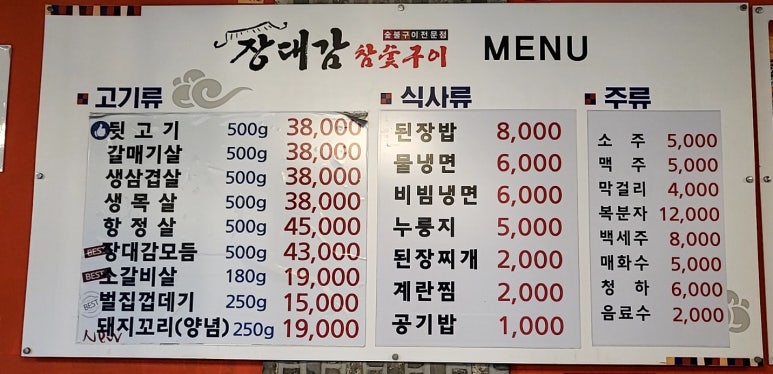 숯불구이전문점
장대감 참숯구이 MENU
고기류
뒷고기 500g 38,000
갈매기살 500g 38,000
생삼겹살 500g 38,000
생목살 500g 38,000
항정살 500g 45,000
BEST 장대감모듬 500g 43,000
BEST 소갈비살 180g 19,000
BEST 벌집껍데기 250g 15,000
NEW 돼지꼬리(양념) 250g 19,000
식사류
된장밥 8,000
물냉면 6,000
비빔냉면 6,000
누룽지 5,000
된장찌개 2,000
계란찜 2,000
공기밥 1,000
주류
소주 5,000
맥주 5,000
막걸리 4,000
복분자 12,000
백세주 8,000
매화수 5,000
청하 6,000
음료수 2,000